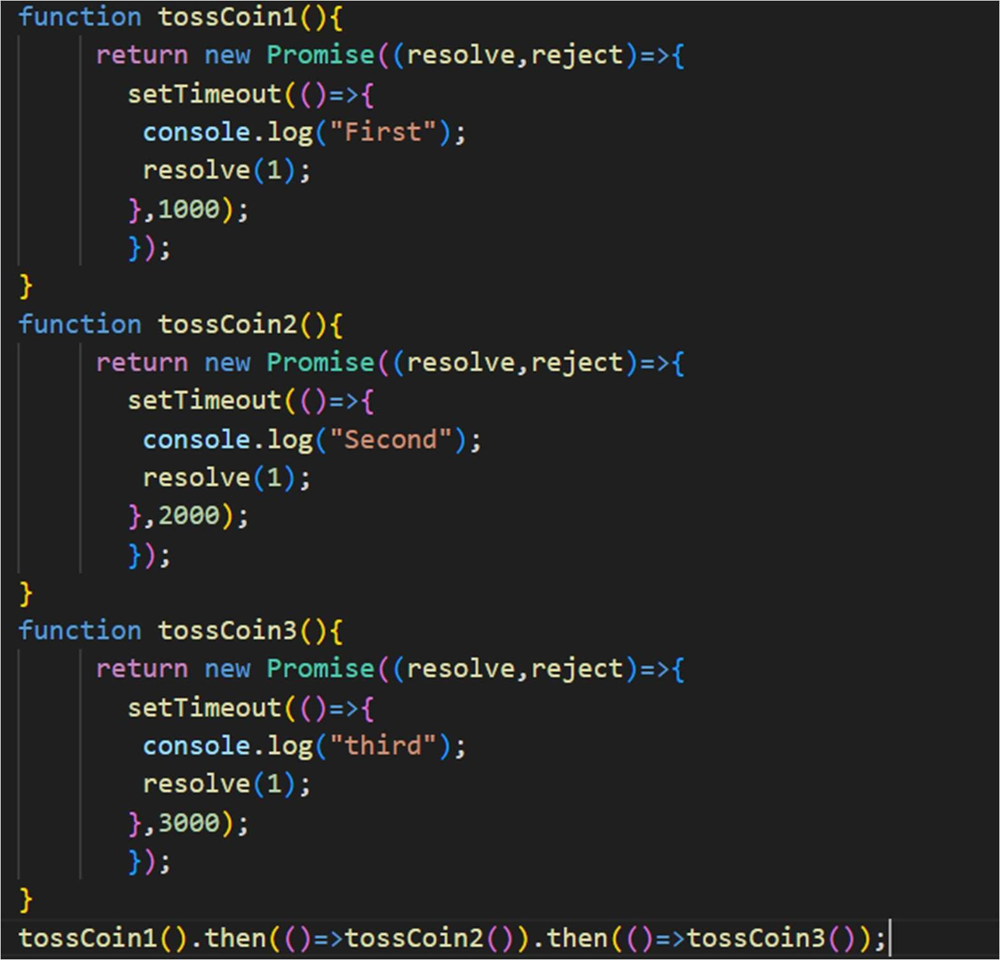 function tossCoin1(){
return new Promise((resolve,reject)=>{
setTimeout(()=>{
console.log("First");
resolve(1);
},1000);
});
}
function tossCoin2(){
return new Promise((resolve,reject)=>{
setTimeout(()=>{
console.log("Second");
resolve(1);
},2000);
});
}
function tossCoin3(){
return new Promise((resolve,reject)=>{
setTimeout(()=>{
console.log("third");
resolve(1);
},3000);
});
}
tossCoin1().then(()=>tossCoin2()).then(()=>tossCoin3());